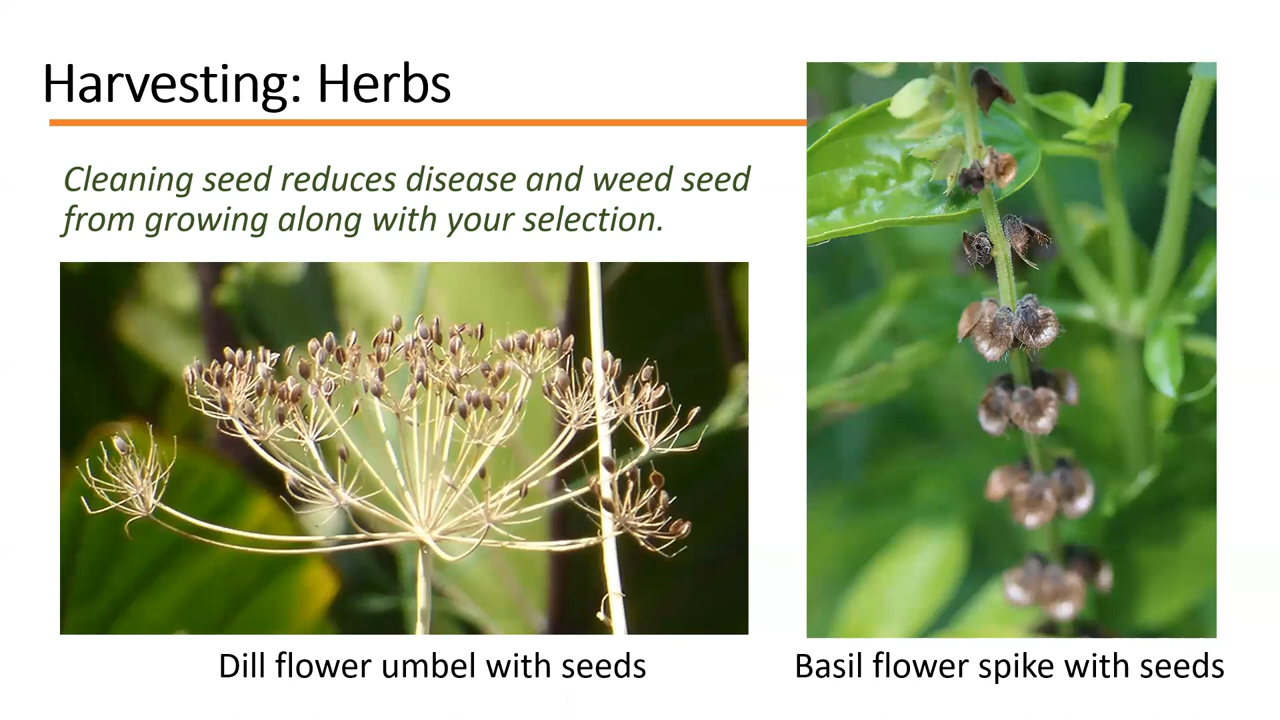 Harvesting: Herbs
Cleaning seed reduces disease and weed seed
from growing along with your selection.
Dill flower umbel with seeds
Basil flower spike with seeds